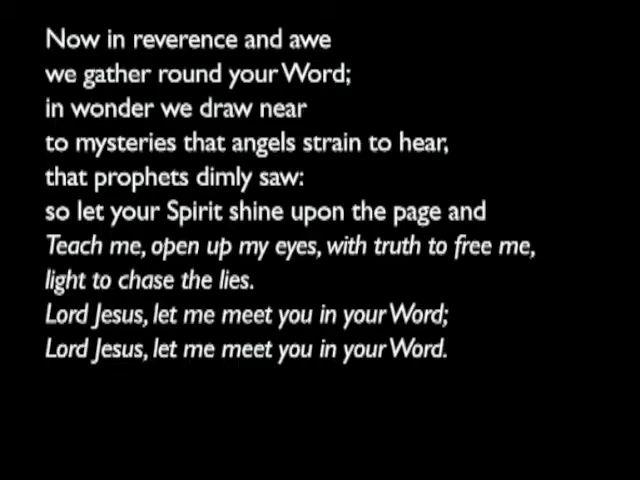 Now in reverence and awe
we gather round your Word;
in wonder we draw near
to mysteries that angels strain to hear,
that prophets dimly saw:
so let your Spirit shine upon the page and
Teach me, open up my eyes, with truth to free me,
light to chase the lies.
Lord Jesus, let me meet you in your Word;
Lord Jesus, let me meet you in your Word.